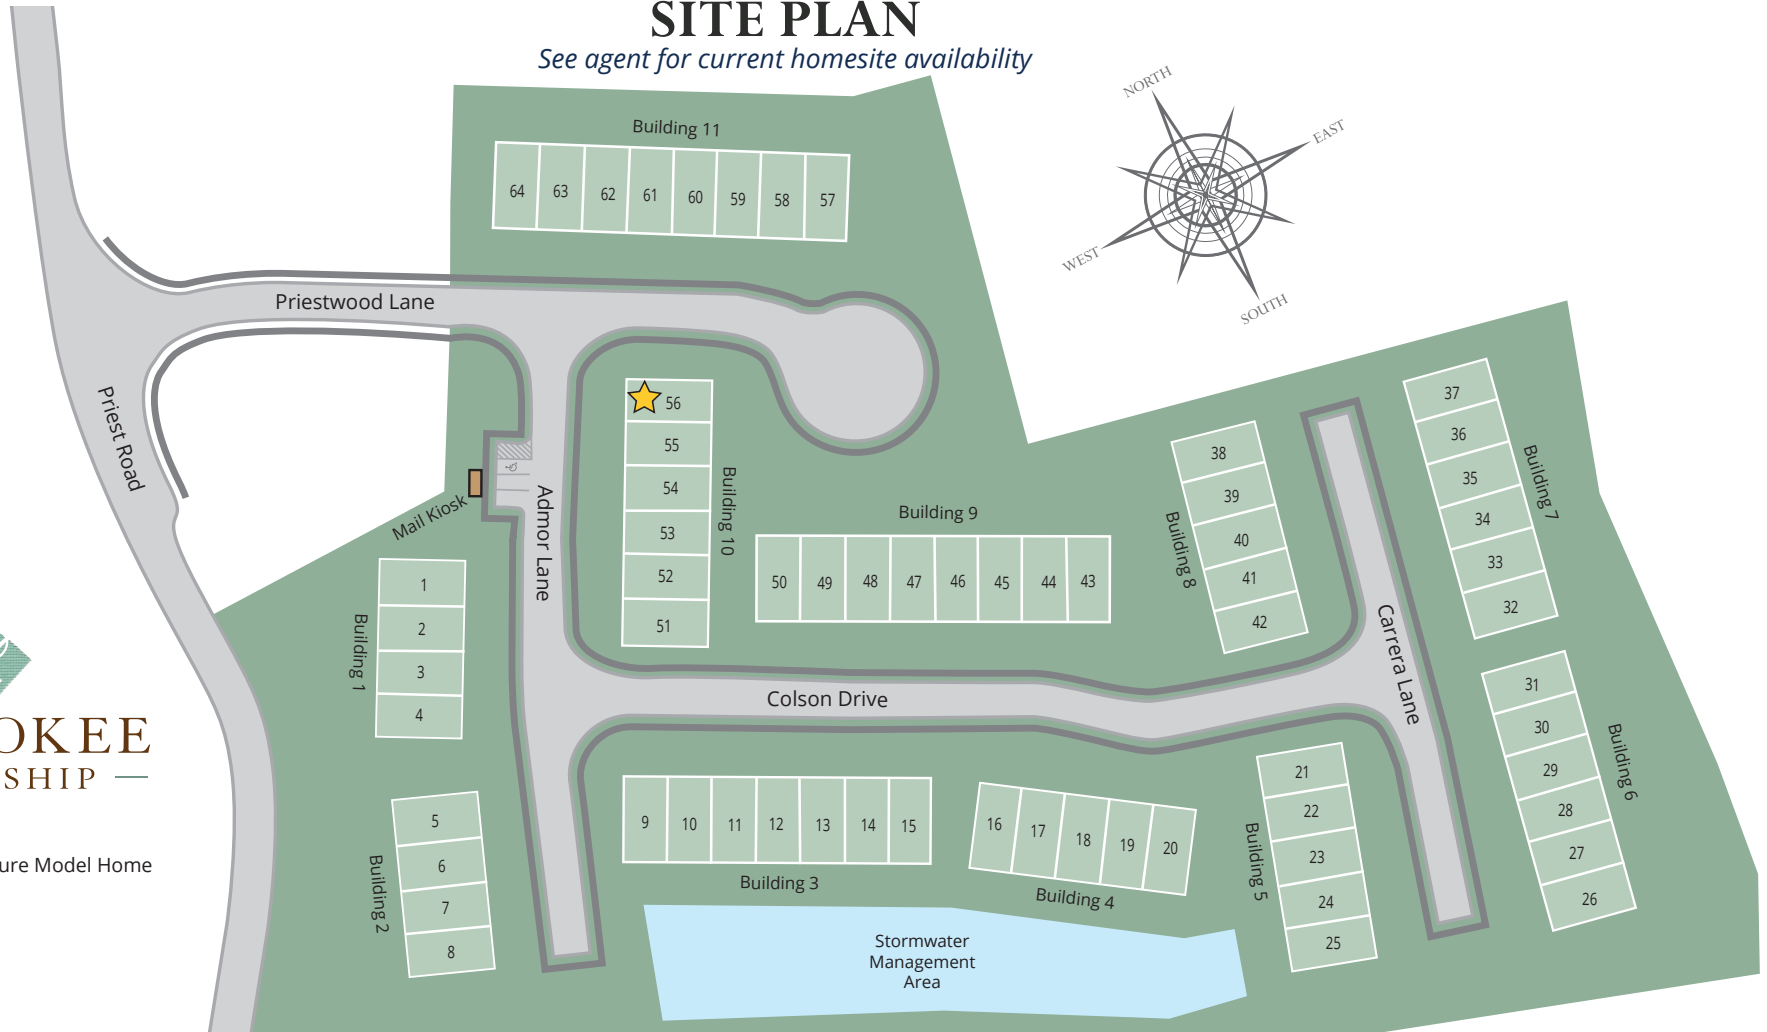 SITE PLAN
See agent for current homesite availability
NORTH
EAST
WEST
SOUTH
Building 11
64 63 62 61 60 59 58 57
Priestwood Lane
Priest Road
Mail Kiosk
Admor Lane
56
55
54
53
52
51
Building 10
Building 9
50 49 48 47 46 45 44 43
38
39
40
41
42
Building 8
37
36
35
34
33
32
Building 7
Carrera Lane
1
2
3
4
Building 1
Colson Drive
31
30
29
28
27
26
Building 6
5
6
7
8
Building 2
9 10 11 12 13 14 15
Building 3
16 17 18 19 20
Building 4
21
22
23
24
25
Building 5
Stormwater
Management
Area
OKEE
SHIP
ure Model Home